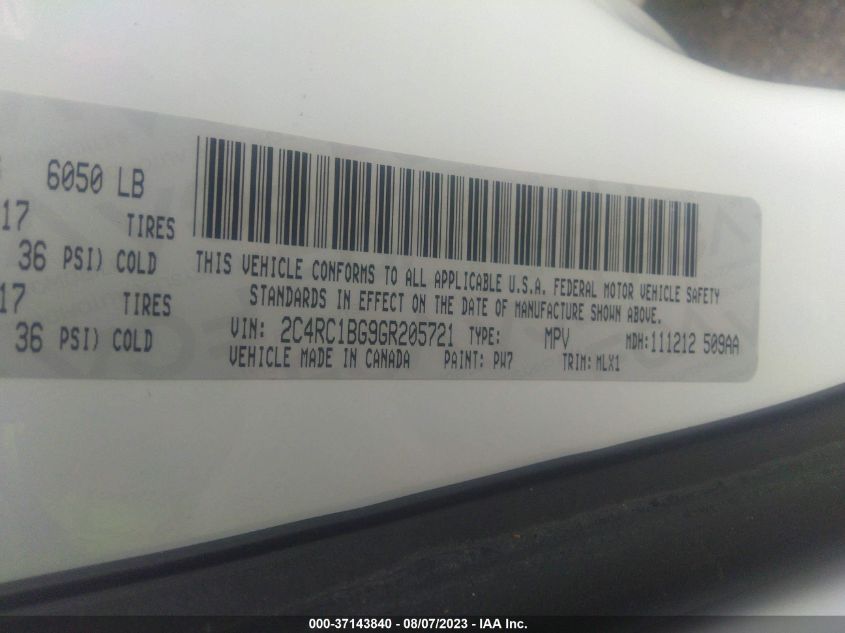 6050 LB
17 TIRES
36 PSI) COLD
17 TIRES
36 PSI) COLD
THIS VEHICLE CONFORMS TO ALL APPLICABLE U.S.A. FEDERAL MOTOR VEHICLE SAFETY
STANDARDS IN EFFECT ON THE DATE OF MANUFACTURE SHOWN ABOVE.
VIN: 2C4RC1BG9GR205721 TYPE: MPV MDH:111212 509AA
VEHICLE MADE IN CANADA PAINT: PW7 TRIM: MLX1
000-37143840 - 08/07/2023 - IAA Inc.